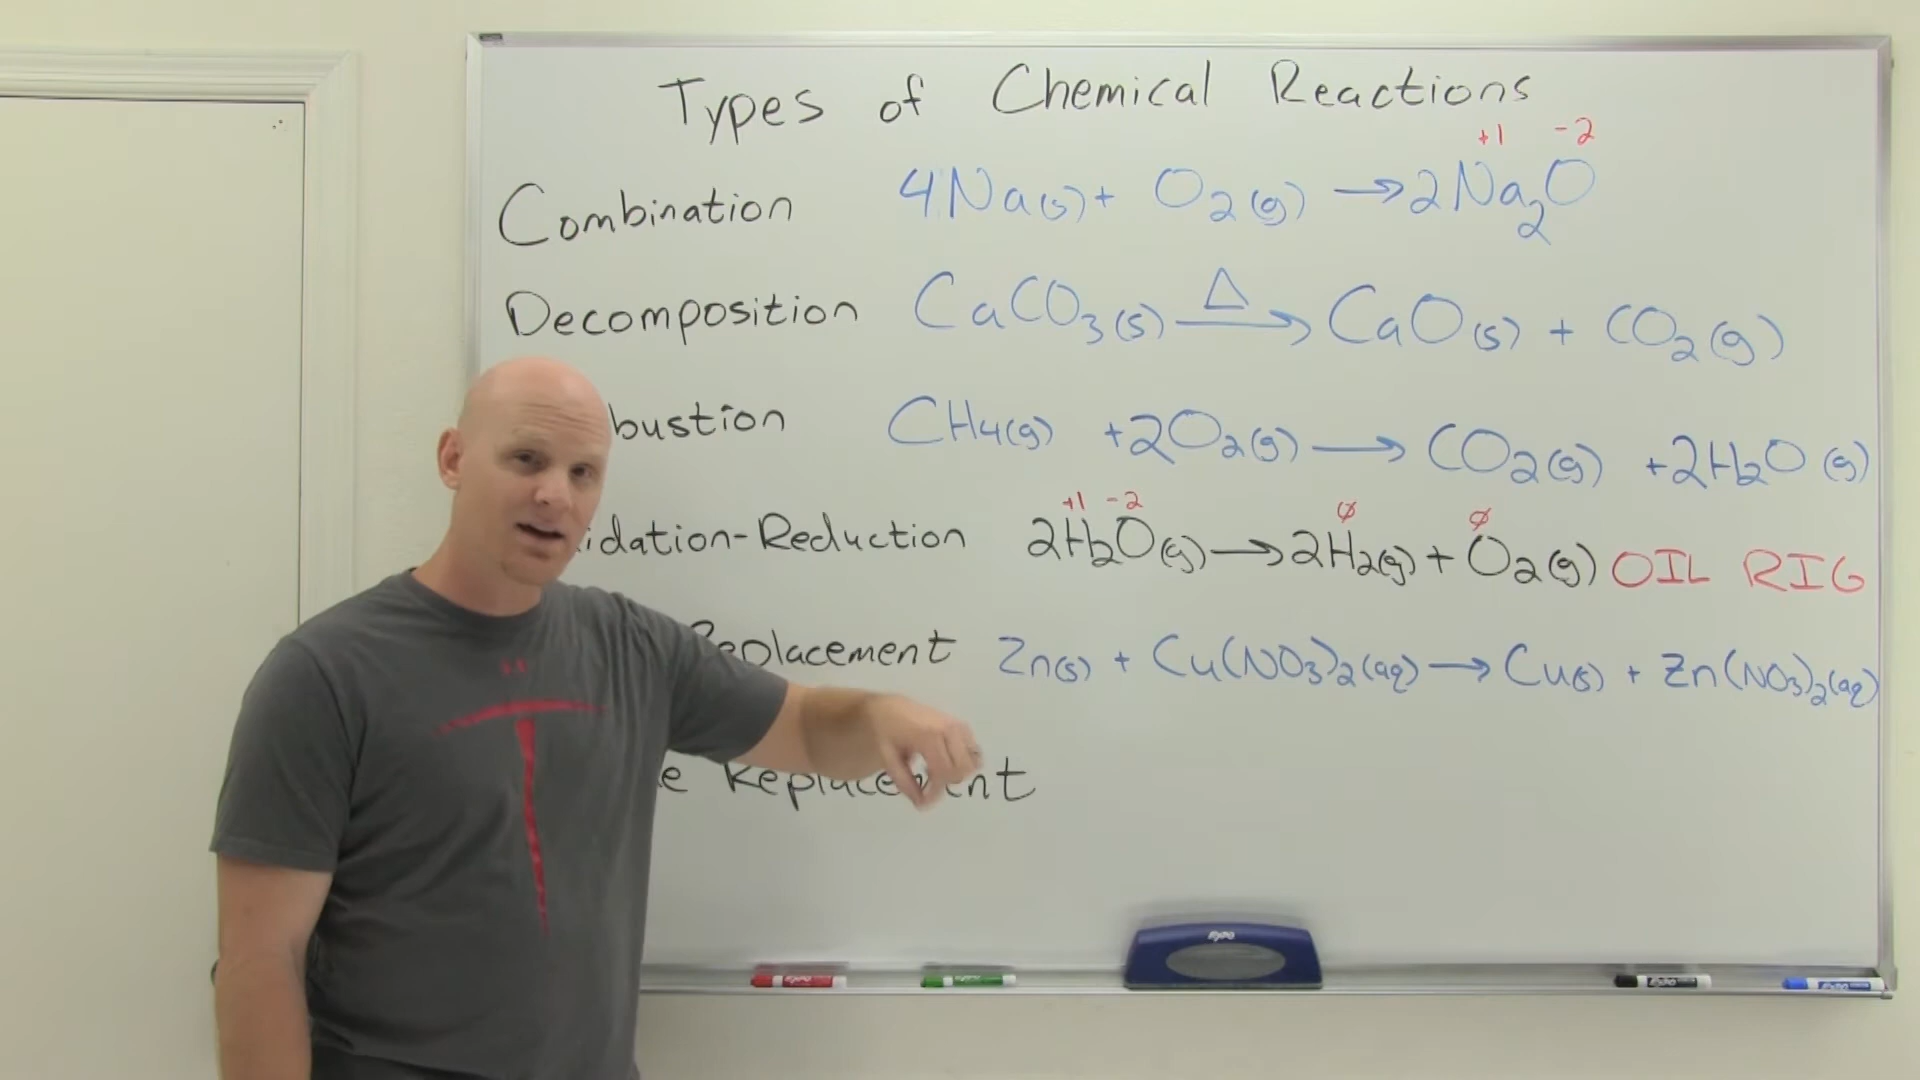 Types of Chemical Reactions
+1 -2
Combination 4Na(s) + O2(g) → 2Na2O
Decomposition CaCO3(s) Δ→ CaO(s) + CO2(g)
bustion CH4(g) + 2O2(g) → CO2(g) + 2H2O (g)
+1 -2 ∅ ∅
idation-Reduction 2H2O(g) → 2H2(g) + O2(g) OIL RIG
Replacement Zn(s) + Cu(NO3)2(aq) → Cu(s) + Zn(NO3)2(aq)
e Replacement
EXPO